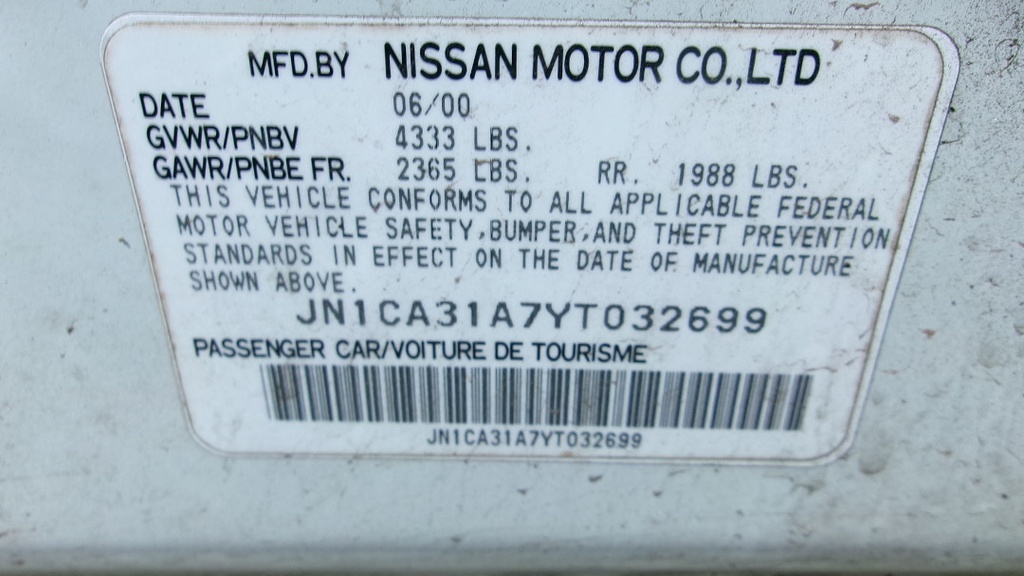 MFD.BY NISSAN MOTOR CO.,LTD
DATE 06/00
GVWR/PNBV 4333 LBS.
GAWR/PNBE FR. 2365 LBS. RR. 1988 LBS.
THIS VEHICLE CONFORMS TO ALL APPLICABLE FEDERAL
MOTOR VEHICLE SAFETY,BUMPER,AND THEFT PREVENTION
STANDARDS IN EFFECT ON THE DATE OF MANUFACTURE
SHOWN ABOVE.
JN1CA31A7YT032699
PASSENGER CAR/VOITURE DE TOURISME
JN1CA31A7YT032699